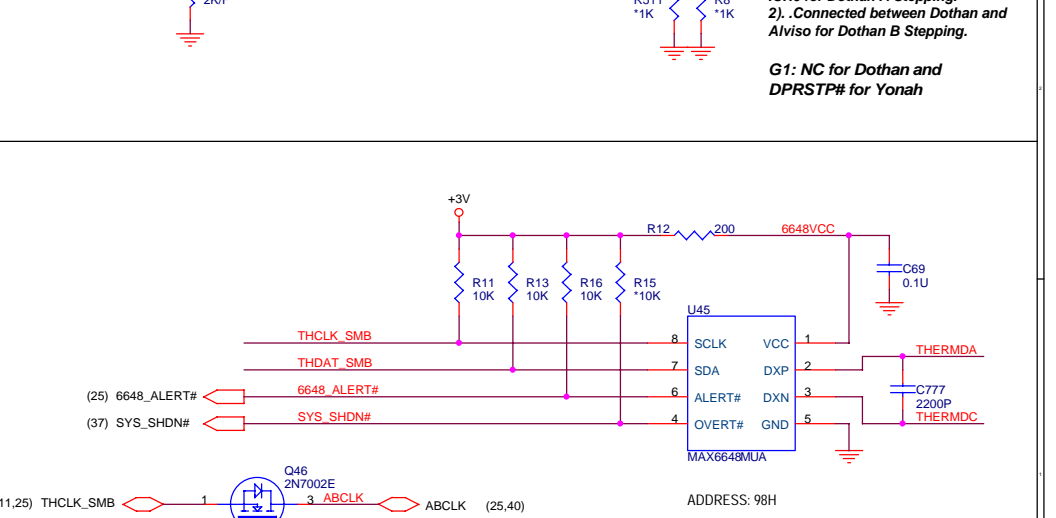 2K/F
*1K
R8
*1K
2). .Connected between Dothan and
Alviso for Dothan B Stepping.
G1: NC for Dothan and
DPRSTP# for Yonah
2
+3V
R12
200
6648VCC
R11
10K
R13
10K
R16
10K
R15
*10K
C69
0.1U
U45
THCLK_SMB
8
SCLK
VCC
1
THERMDA
THDAT_SMB
7
SDA
DXP
2
(25) 6648_ALERT#
6648_ALERT#
6
ALERT#
DXN
3
C777
2200P
(37) SYS_SHDN#
SYS_SHDN#
4
OVERT#
GND
5
THERMDC
MAX6648MUA
Q46
2N7002E
11,25) THCLK_SMB
1
3
ABCLK
ABCLK (25,40)
ADDRESS: 98H
1